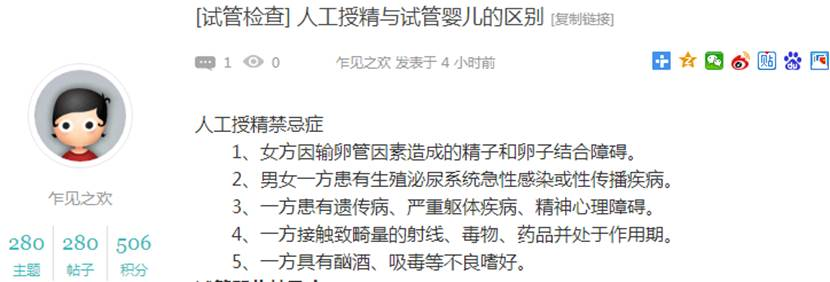 [试管检查] 人工授精与试管婴儿的区别 [复制链接]
1 0 乍见之欢 发表于 4 小时前
贴 du
人工授精禁忌症
1、女方因输卵管因素造成的精子和卵子结合障碍。
2、男女一方患有生殖泌尿系统急性感染或性传播疾病。
3、一方患有遗传病、严重躯体疾病、精神心理障碍。
4、一方接触致畸量的射线、毒物、药品并处于作用期。
5、一方具有酗酒、吸毒等不良嗜好。
乍见之欢
280 280 506
主题 帖子 积分